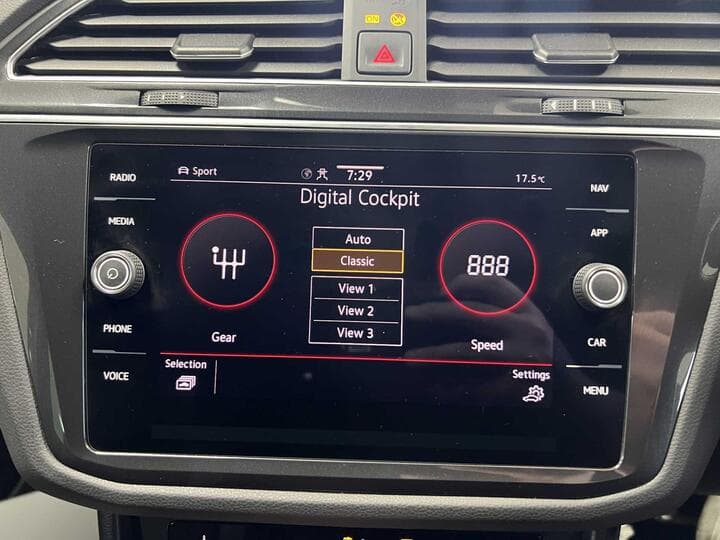 ON
RADIO
MEDIA
PHONE
VOICE
Sport
7:29
17.5°C
Digital Cockpit
Auto
Classic
View 1
View 2
View 3
Gear
888
Speed
Selection
Settings
NAV
APP
CAR
MENU